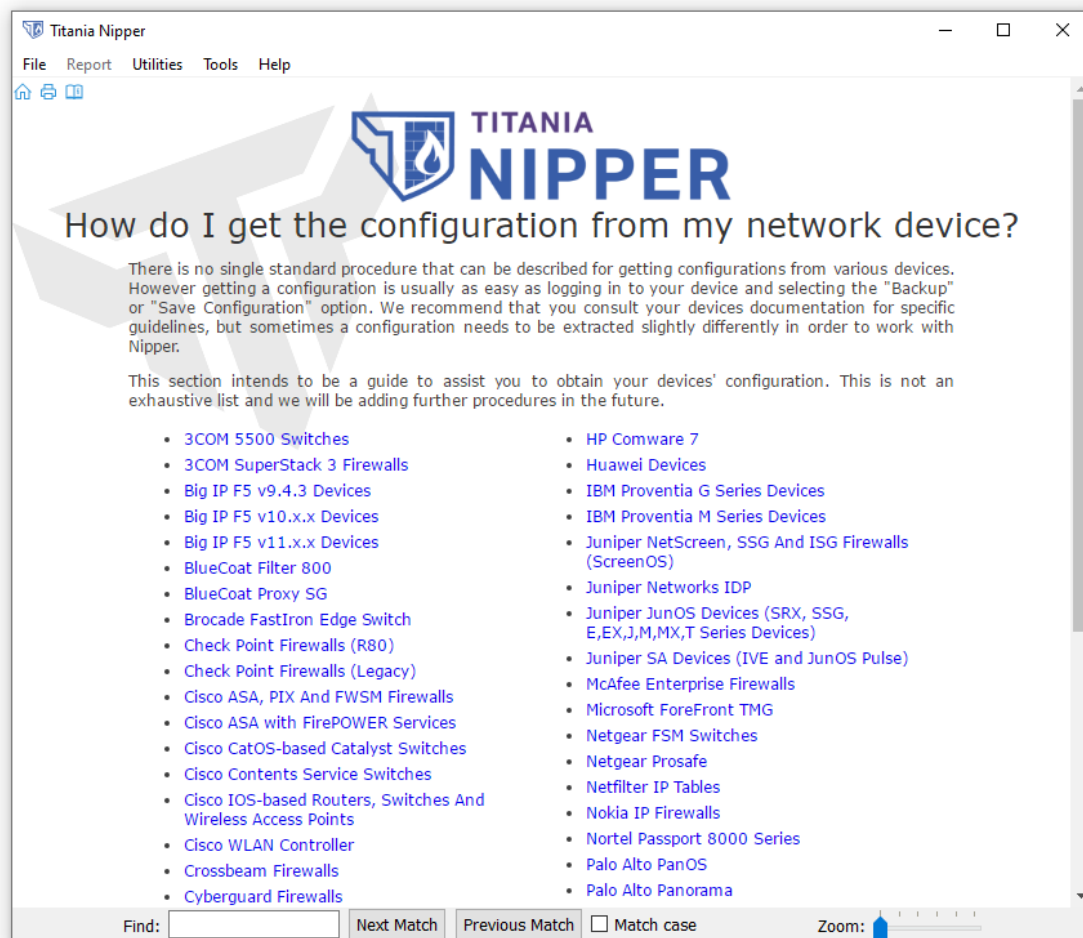 Titania Nipper
File Report Utilities Tools Help
TITANIA
NIPPER
How do I get the configuration from my network device?
There is no single standard procedure that can be described for getting configurations from various devices.
However getting a configuration is usually as easy as logging in to your device and selecting the "Backup"
or "Save Configuration" option. We recommend that you consult your devices documentation for specific
guidelines, but sometimes a configuration needs to be extracted slightly differently in order to work with
Nipper.
This section intends to be a guide to assist you to obtain your devices' configuration. This is not an
exhaustive list and we will be adding further procedures in the future.
• 3COM 5500 Switches
• 3COM SuperStack 3 Firewalls
• Big IP F5 v9.4.3 Devices
• Big IP F5 v10.x.x Devices
• Big IP F5 v11.x.x Devices
• BlueCoat Filter 800
• BlueCoat Proxy SG
• Brocade FastIron Edge Switch
• Check Point Firewalls (R80)
• Check Point Firewalls (Legacy)
• Cisco ASA, PIX And FWSM Firewalls
• Cisco ASA with FirePOWER Services
• Cisco CatOS-based Catalyst Switches
• Cisco Contents Service Switches
• Cisco IOS-based Routers, Switches And
Wireless Access Points
• Cisco WLAN Controller
• Crossbeam Firewalls
• Cyberguard Firewalls
• HP Comware 7
• Huawei Devices
• IBM Proventia G Series Devices
• IBM Proventia M Series Devices
• Juniper NetScreen, SSG And ISG Firewalls
(ScreenOS)
• Juniper Networks IDP
• Juniper JunOS Devices (SRX, SSG,
E,EX,J,M,MX,T Series Devices)
• Juniper SA Devices (IVE and JunOS Pulse)
• McAfee Enterprise Firewalls
• Microsoft ForeFront TMG
• Netgear FSM Switches
• Netgear Prosafe
• Netfilter IP Tables
• Nokia IP Firewalls
• Nortel Passport 8000 Series
• Palo Alto PanOS
• Palo Alto Panorama
Find: Next Match Previous Match Match case Zoom: